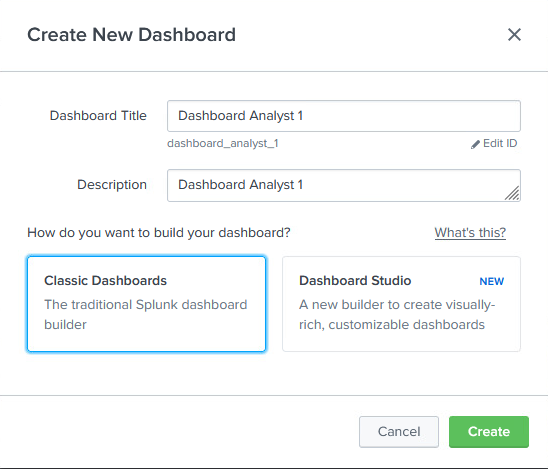 Create New Dashboard
Dashboard Title
Dashboard Analyst 1
dashboard_analyst_1
Edit ID
Description
Dashboard Analyst 1
How do you want to build your dashboard?
What's this?
Classic Dashboards
The traditional Splunk dashboard
builder
Dashboard Studio
NEW
A new builder to create visually-
rich, customizable dashboards
Cancel
Create